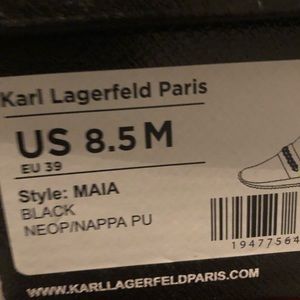 Karl Lagerfeld Paris
US 8.5 M
EU 39
Style: MAIA
BLACK
NEOP/NAPPA PU
19477564
WWW.KARLLAGERFELDPARIS.COM